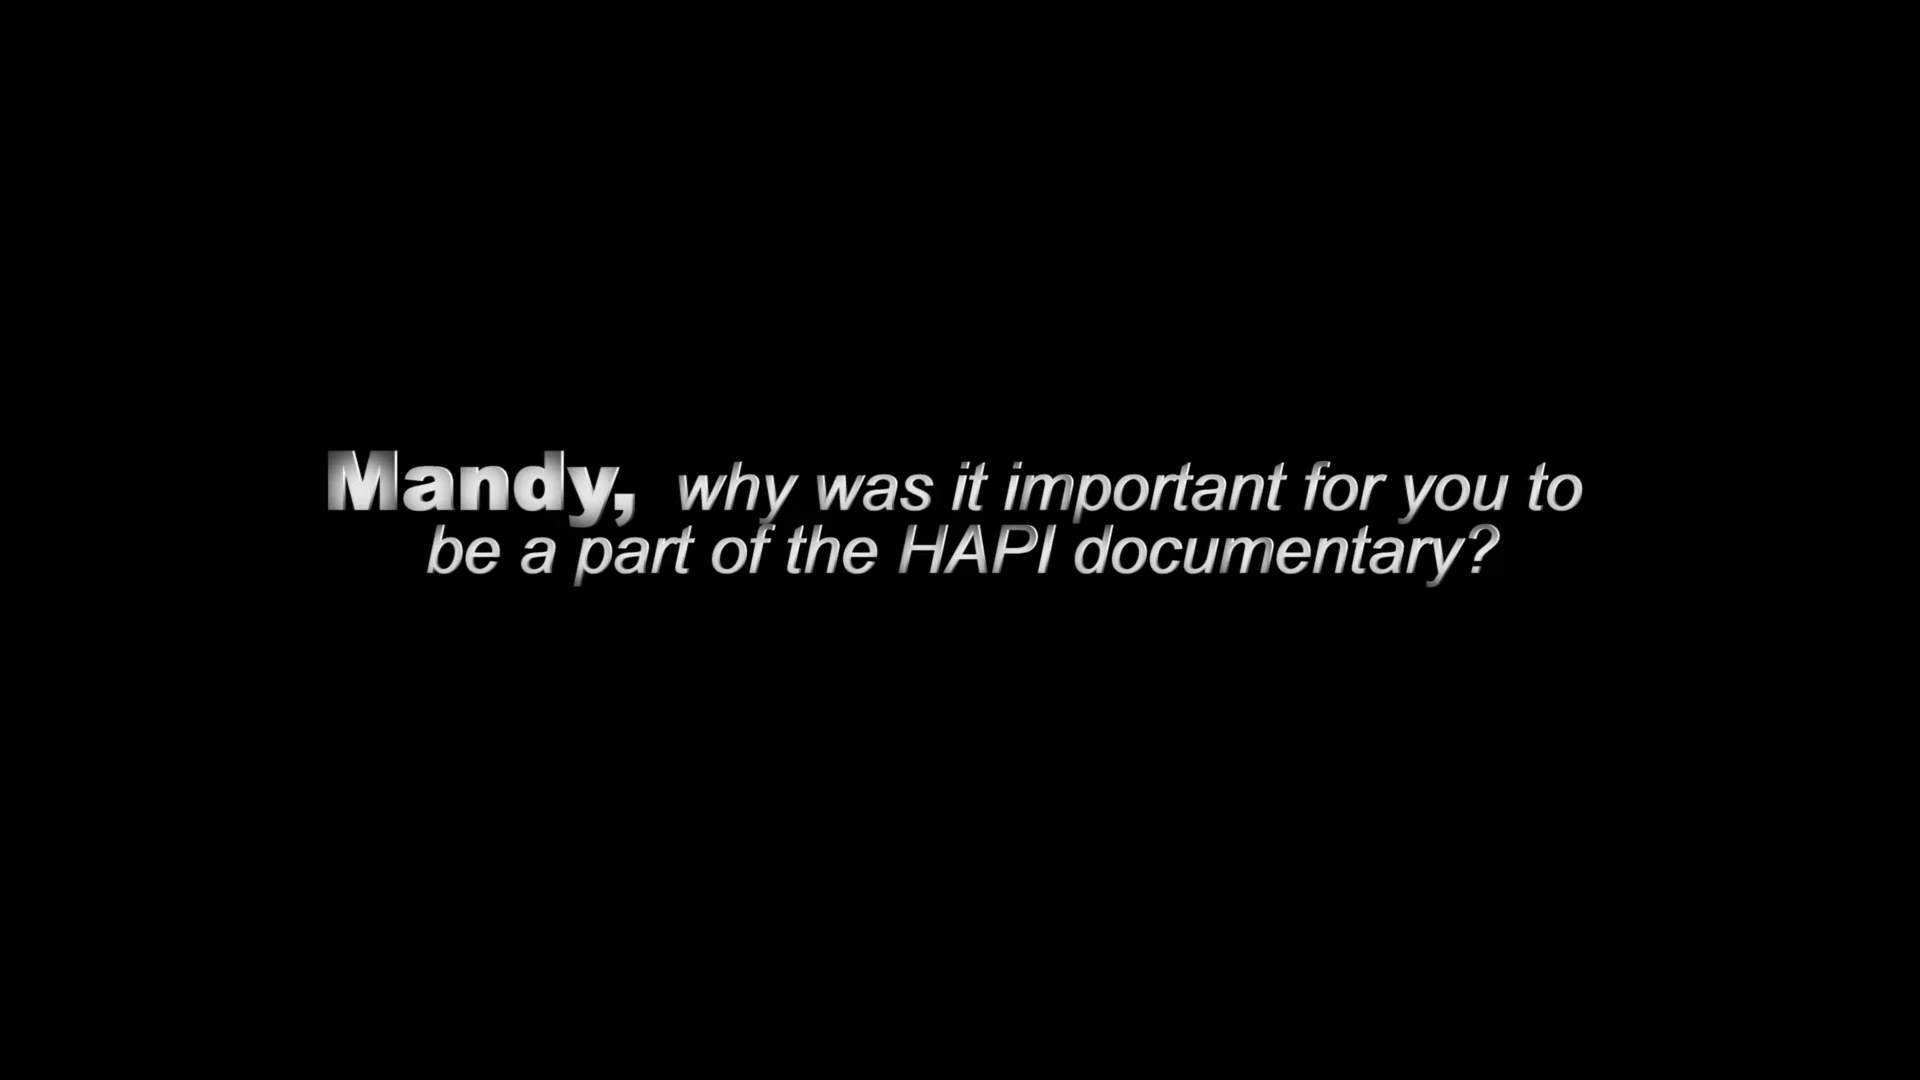 Mandy, why was it important for you to
be a part of the HAPI documentary?